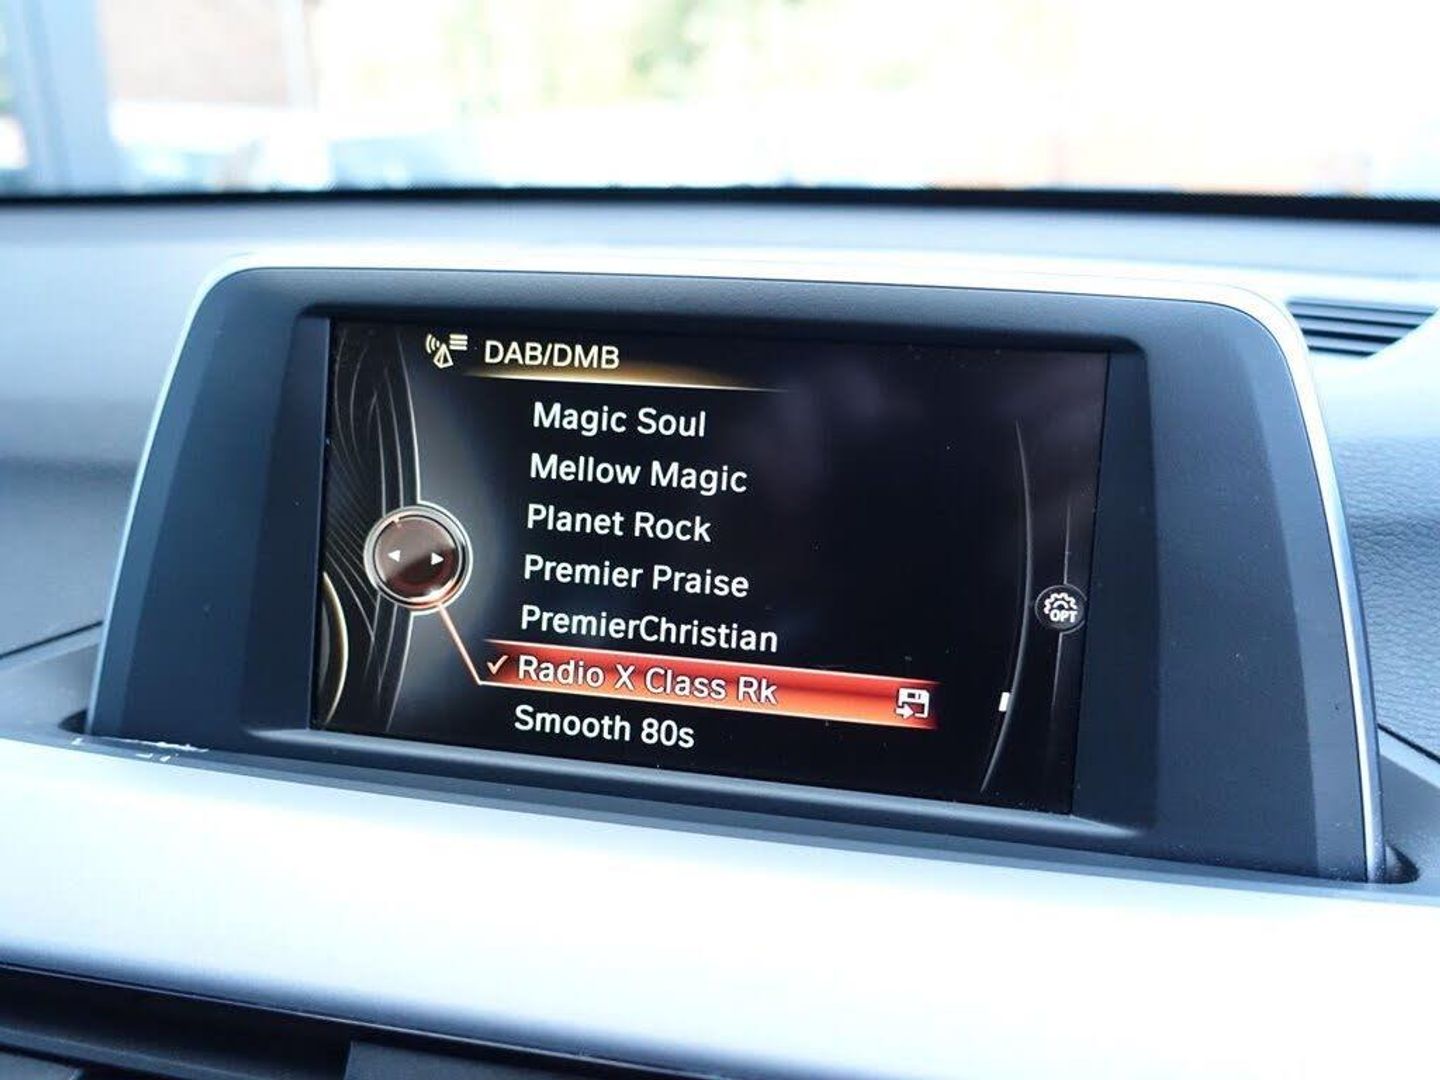 DAB/DMB
Magic Soul
Mellow Magic
Planet Rock
Premier Praise
PremierChristian
Radio X Class Rk
Smooth 80s
OPT